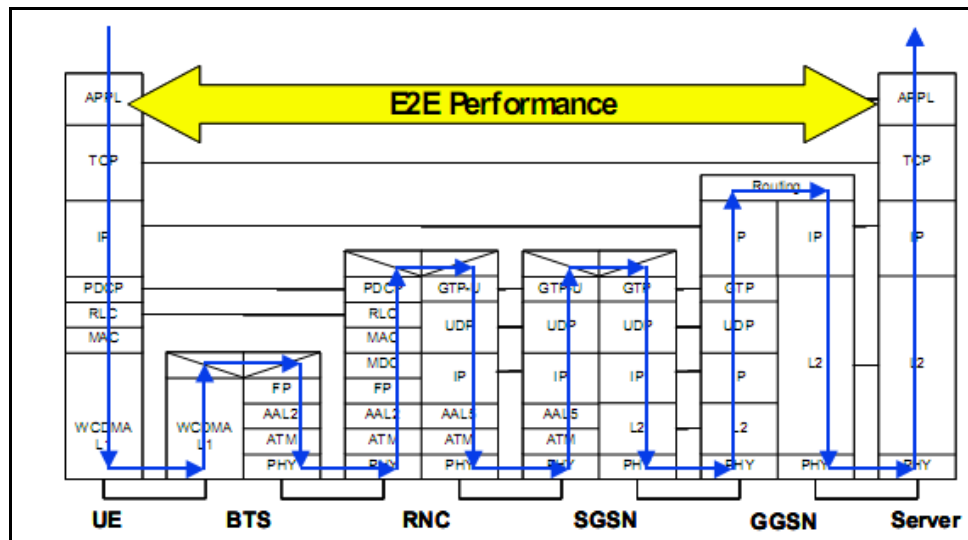 E2E Performance
APPL
TCP
IP
PDCP
RLC
MAC
WCDMA
L1
WCDMA
L1
FP
AAL2
ATM
PHY
PDCP
RLC
MAC
MDC
FP
AAL2
ATM
PHY
GTP-U
UDP
IP
AAL5
ATM
PHY
GTP-U
UDP
IP
AAL5
ATM
PHY
GTP
UDP
IP
L2
PHY
Routing
IP
GTP
UDP
IP
L2
PHY
IP
L2
PHY
APPL
TCP
IP
L2
PHY
UE BTS RNC SGSN GGSN Server